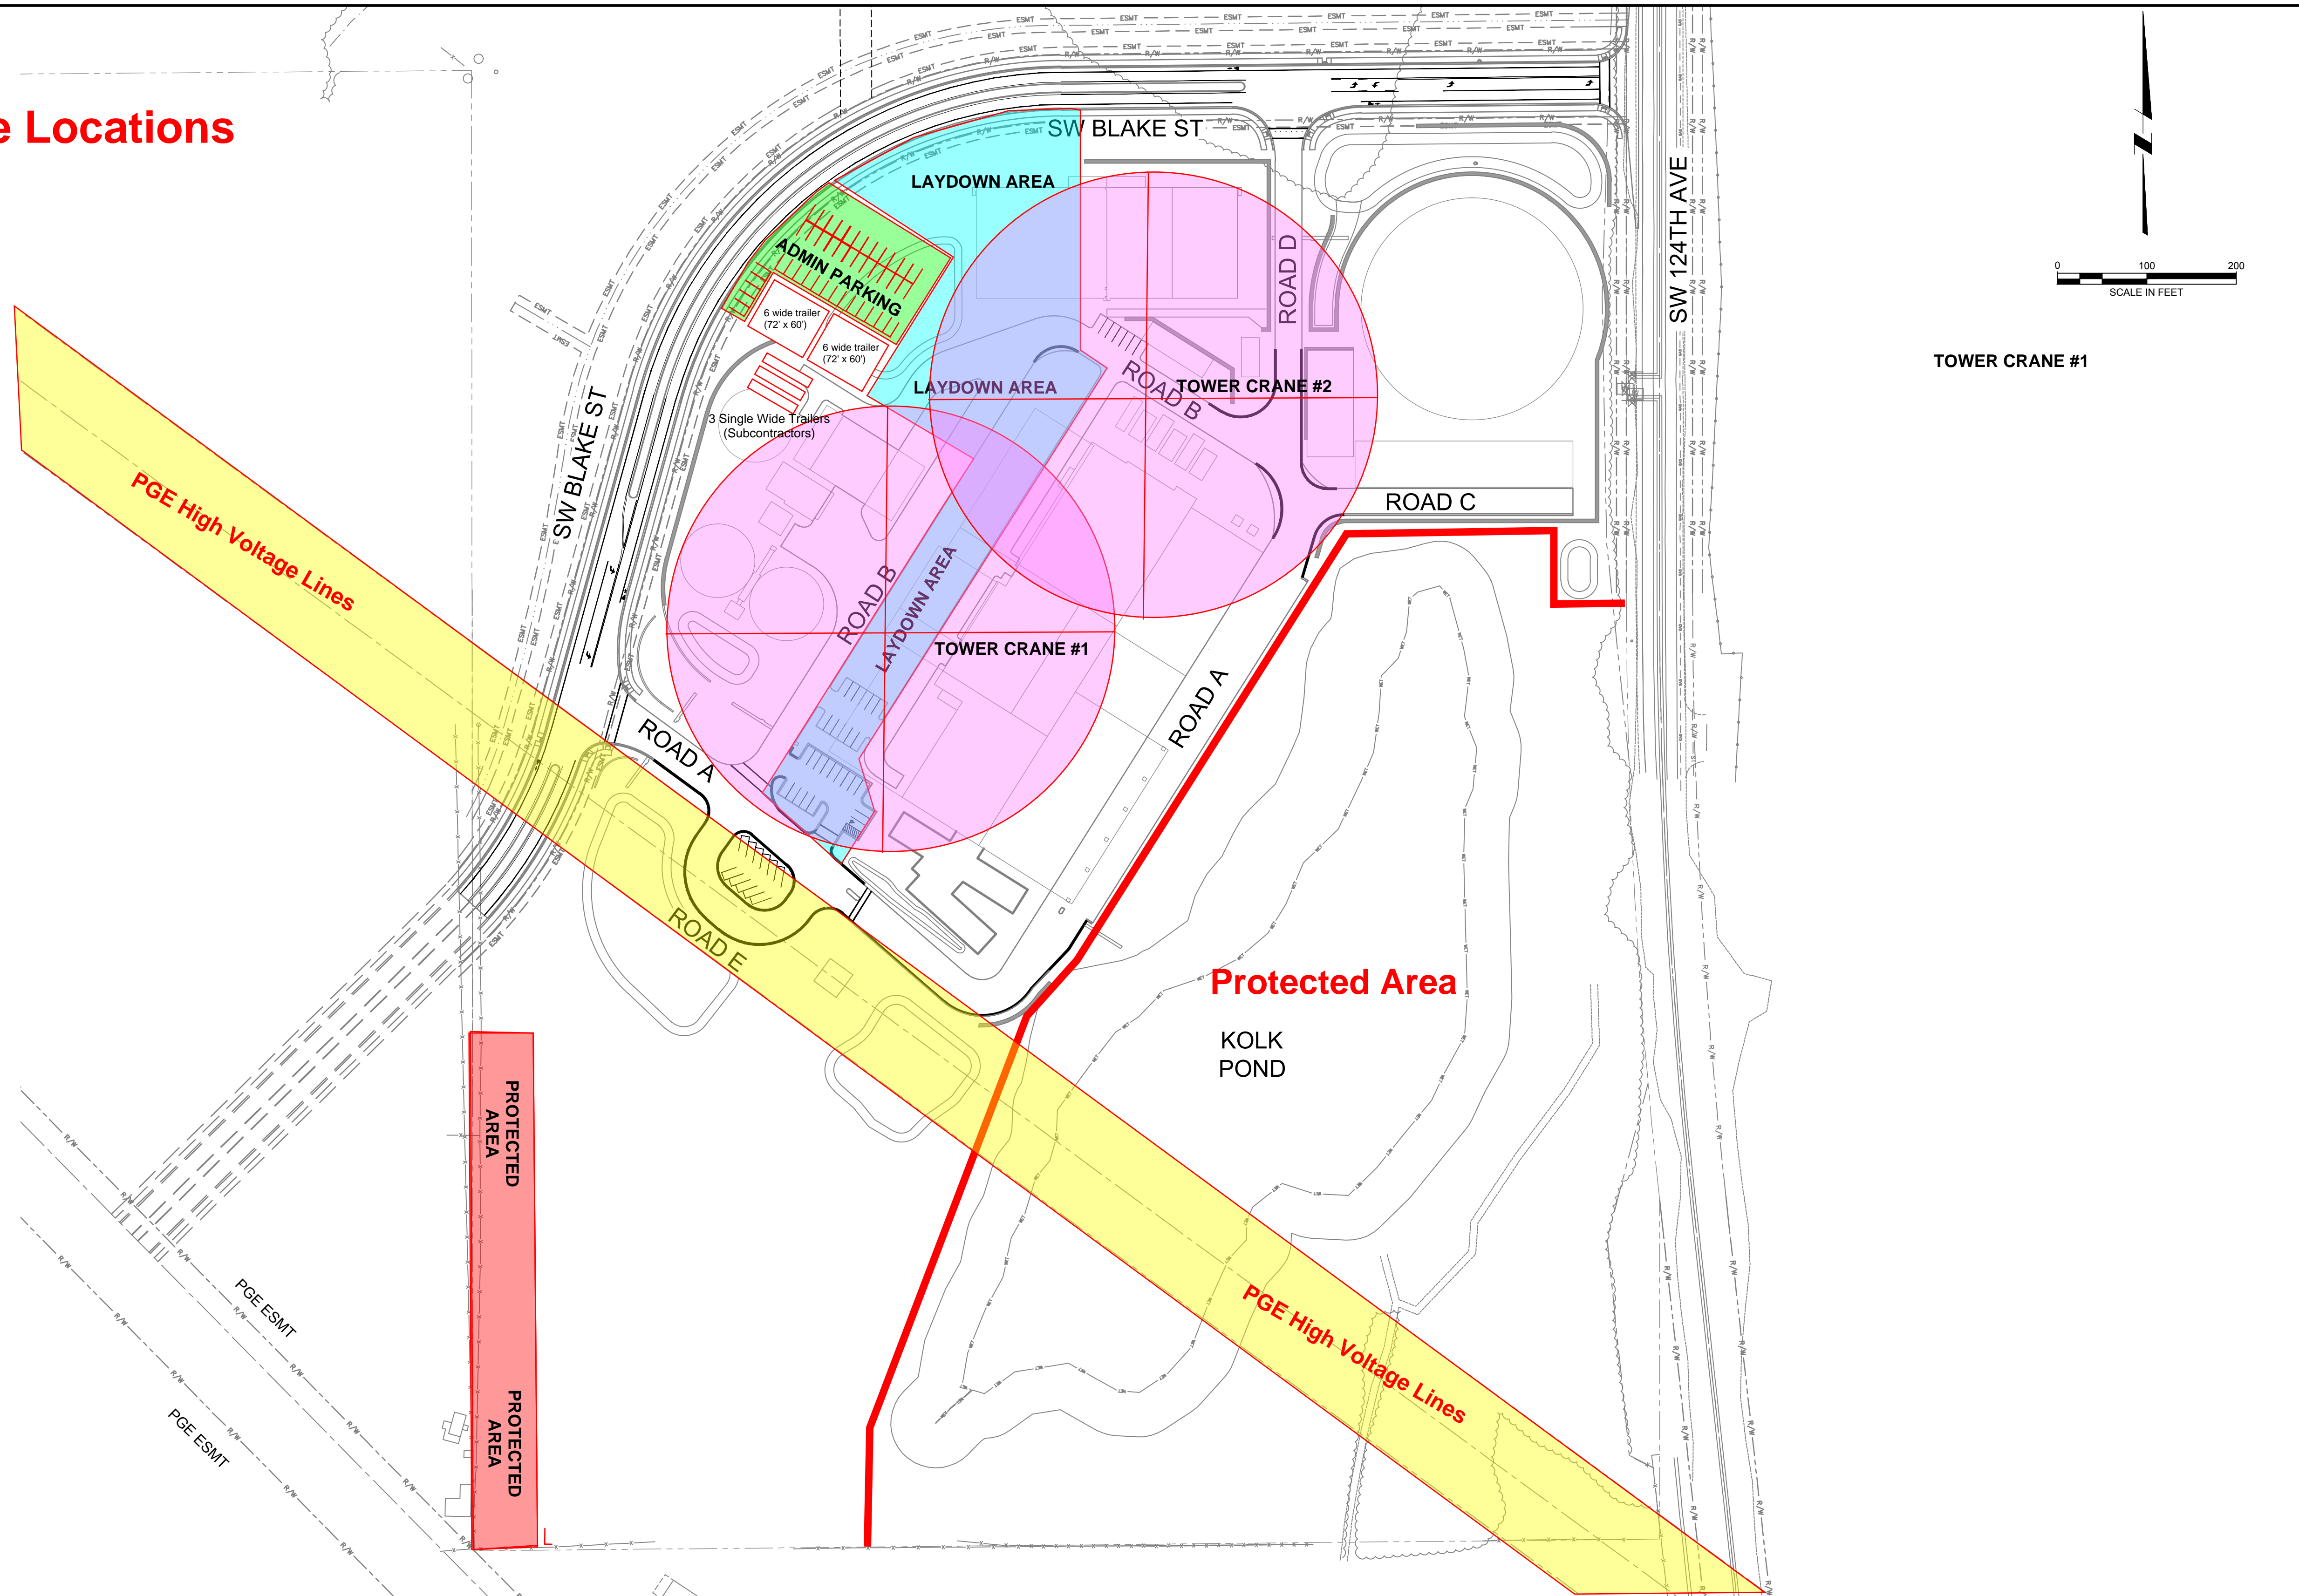 e Locations
SW BLAKE ST
LAYDOWN AREA
ADMIN PARKING
6 wide trailer
(72' x 60')
6 wide trailer
(72' x 60')
3 Single Wide Trailers
(Subcontractors)
LAYDOWN AREA
ROAD D
ROAD B
TOWER CRANE #2
SW 124TH AVE
0 100 200
SCALE IN FEET
TOWER CRANE #1
SW BLAKE ST
PGE High Voltage Lines
ROAD C
ROAD B
LAYDOWN AREA
TOWER CRANE #1
ROAD A
ROAD A
ROAD E
Protected Area
KOLK
POND
PROTECTED
AREA
PROTECTED
AREA
PGE ESMT
PGE ESMT
PGE High Voltage Lines
L
ESMT
R/W
WET